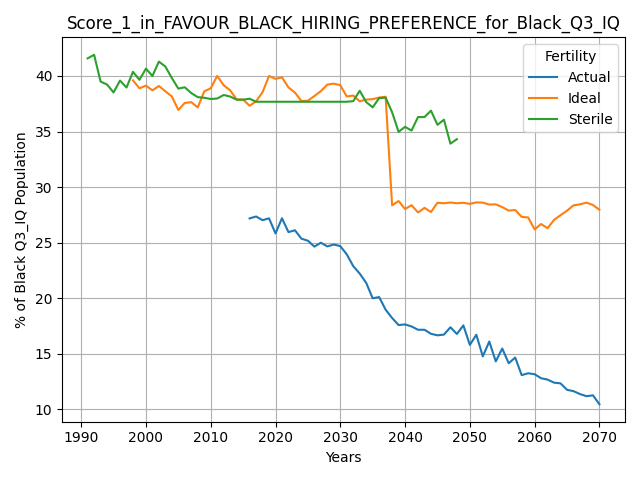 Score_1_in_FAVOUR_BLACK_HIRING_PREFERENCE_for_Black_Q3_IQ
Fertility
Actual
Ideal
Sterile
% of Black Q3_IQ Population
40
35
30
25
20
15
10
1990 2000 2010 2020 2030 2040 2050 2060 2070
Years